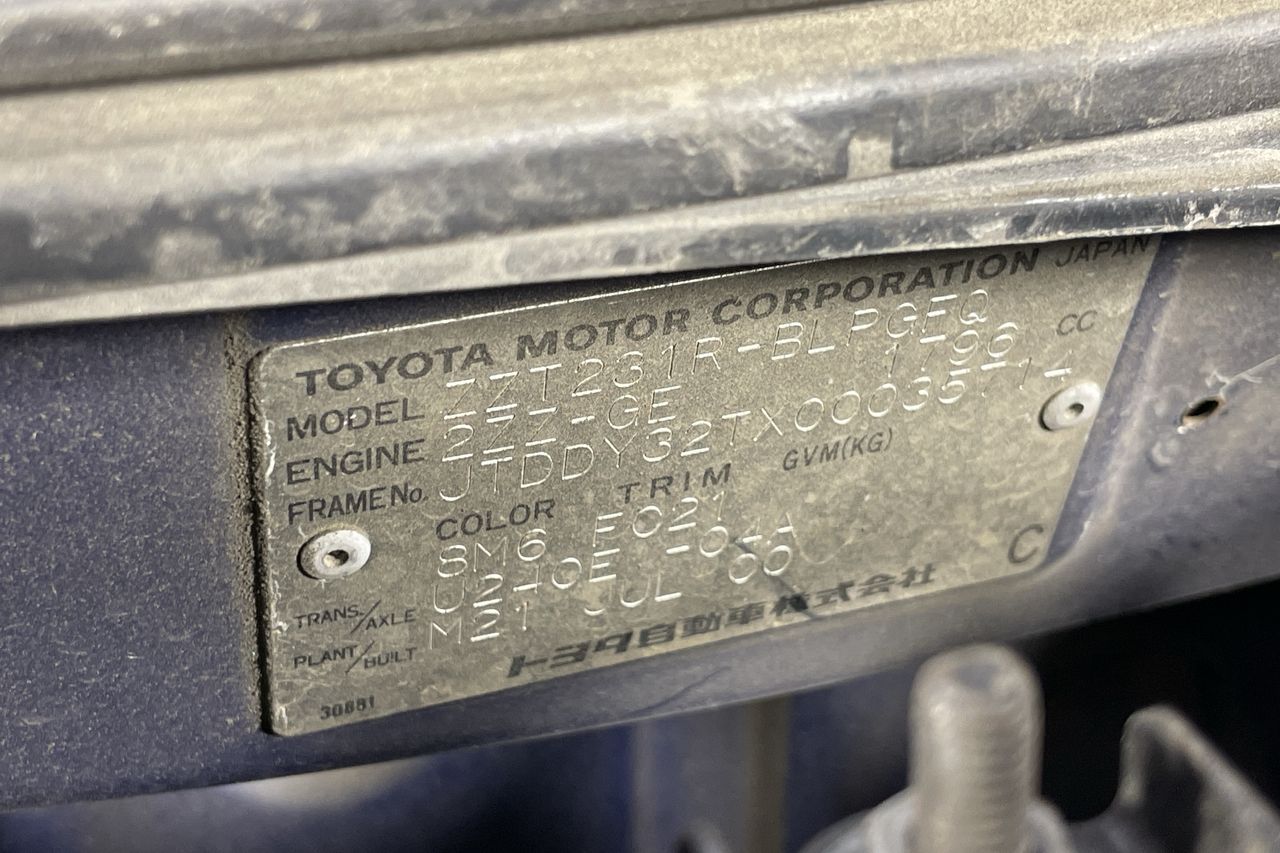 TOYOTA MOTOR CORPORATION JAPAN
MODEL ZZT231R-BLPGEQ
ENGINE 2ZZ-GE 1796 CC
FRAME No. JTDDY32TX00035714
COLOR TRIM GVM(KG)
8M6 FO21
TRANS/AXLE U240E -04A
PLANT/BUILT M21 JUL 00
C
トヨタ自動車株式会社
30881